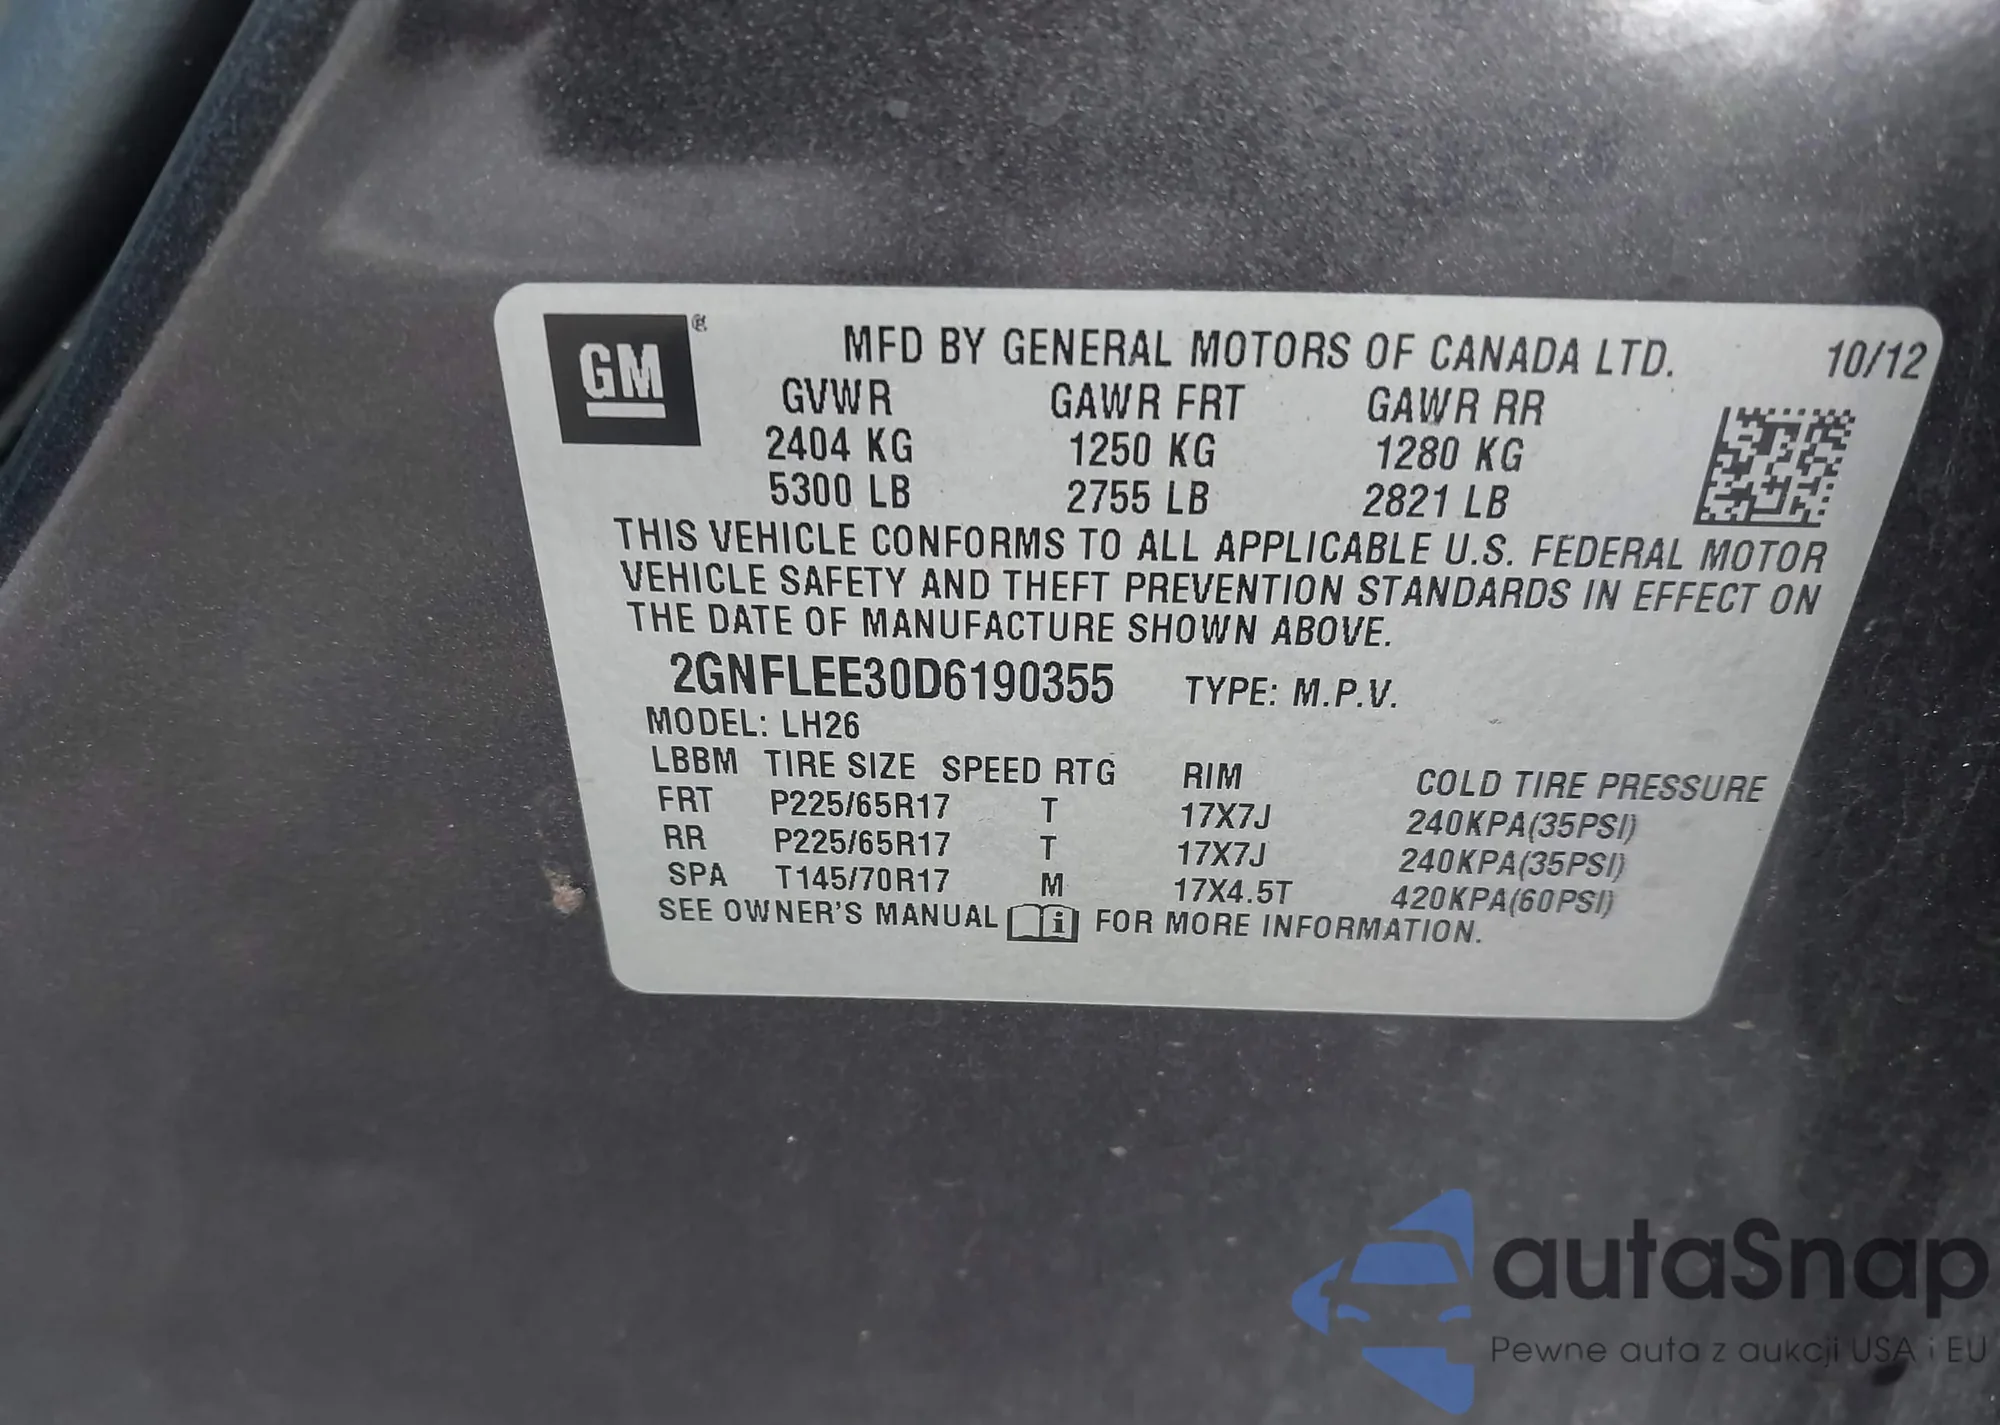 GM ®
MFD BY GENERAL MOTORS OF CANADA LTD. 10/12
GVWR GAWR FRT GAWR RR
2404 KG 1250 KG 1280 KG
5300 LB 2755 LB 2821 LB
THIS VEHICLE CONFORMS TO ALL APPLICABLE U.S. FEDERAL MOTOR
VEHICLE SAFETY AND THEFT PREVENTION STANDARDS IN EFFECT ON
THE DATE OF MANUFACTURE SHOWN ABOVE.
2GNFLEE30D6190355 TYPE: M.P.V.
MODEL: LH26
LBBM TIRE SIZE SPEED RTG RIM COLD TIRE PRESSURE
FRT P225/65R17 T 17X7J 240KPA(35PSI)
RR P225/65R17 T 17X7J 240KPA(35PSI)
SPA T145/70R17 M 17X4.5T 420KPA(60PSI)
SEE OWNER'S MANUAL i FOR MORE INFORMATION.
autaSnap
Pewne auta z aukcji USA i EU